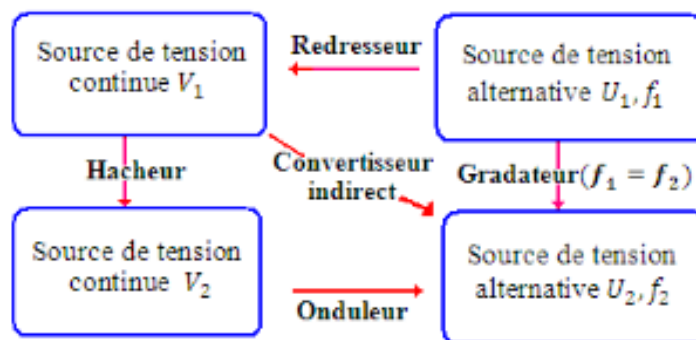 Source de tension
continue V₁
Redresseur
Source de tension
alternative U₁, f₁
Hacheur
Convertisseur
indirect
Gradateur(f₁ = f₂)
Source de tension
continue V₂
Onduleur
Source de tension
alternative U₂, f₂